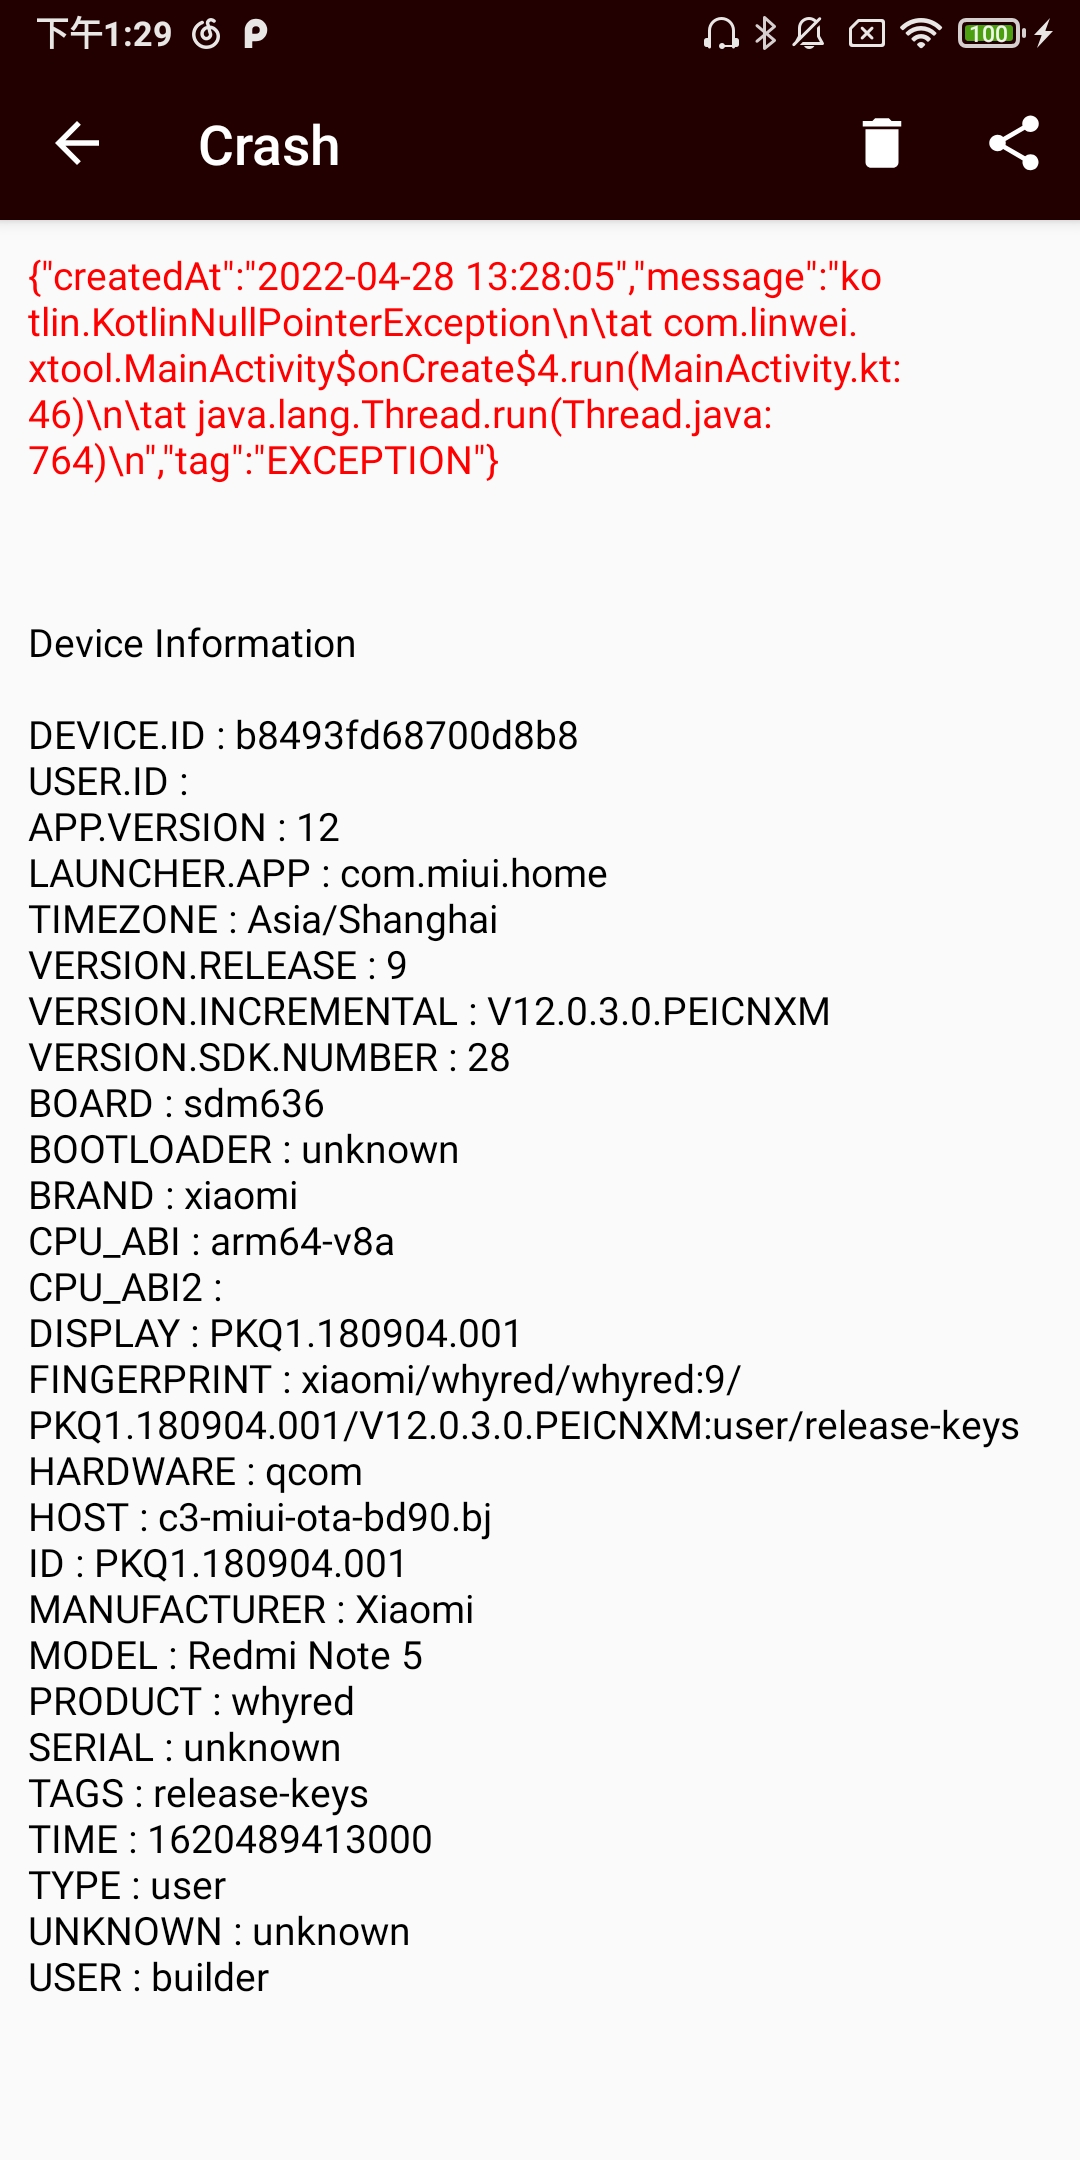 下午1:29
100
Crash
{"createdAt":"2022-04-28 13:28:05","message":"ko
tlin.KotlinNullPointerException\n\tat com.linwei.
xtool.MainActivity$onCreate$4.run(MainActivity.kt:
46)\n\tat java.lang.Thread.run(Thread.java:
764)\n","tag":"EXCEPTION"}
Device Information
DEVICE.ID : b8493fd68700d8b8
USER.ID :
APP.VERSION : 12
LAUNCHER.APP : com.miui.home
TIMEZONE : Asia/Shanghai
VERSION.RELEASE : 9
VERSION.INCREMENTAL : V12.0.3.0.PEICNXM
VERSION.SDK.NUMBER : 28
BOARD : sdm636
BOOTLOADER : unknown
BRAND : xiaomi
CPU_ABI : arm64-v8a
CPU_ABI2 :
DISPLAY : PKQ1.180904.001
FINGERPRINT : xiaomi/whyred/whyred:9/
PKQ1.180904.001/V12.0.3.0.PEICNXM:user/release-keys
HARDWARE : qcom
HOST : c3-miui-ota-bd90.bj
ID : PKQ1.180904.001
MANUFACTURER : Xiaomi
MODEL : Redmi Note 5
PRODUCT : whyred
SERIAL : unknown
TAGS : release-keys
TIME : 1620489413000
TYPE : user
UNKNOWN : unknown
USER : builder